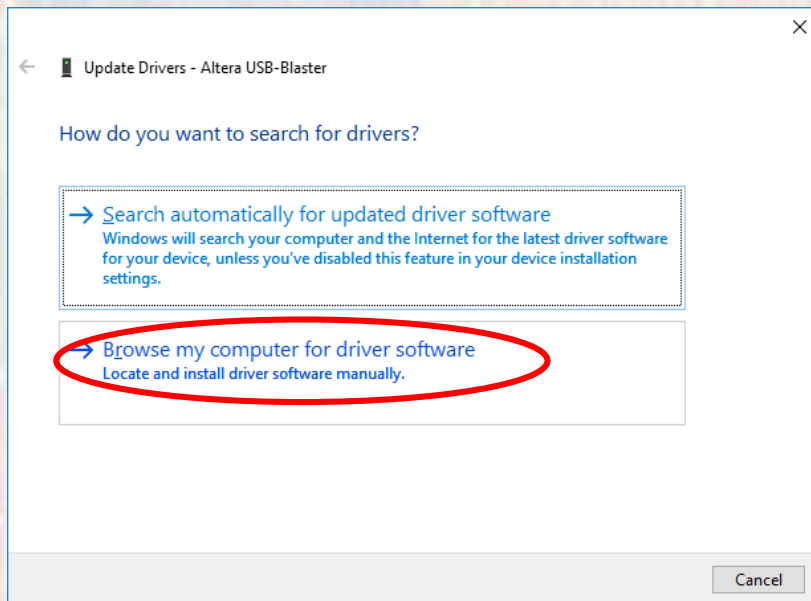 Update Drivers - Altera USB-Blaster
How do you want to search for drivers?
Search automatically for updated driver software
Windows will search your computer and the Internet for the latest driver software
for your device, unless you've disabled this feature in your device installation
settings.
Browse my computer for driver software
Locate and install driver software manually.
Cancel